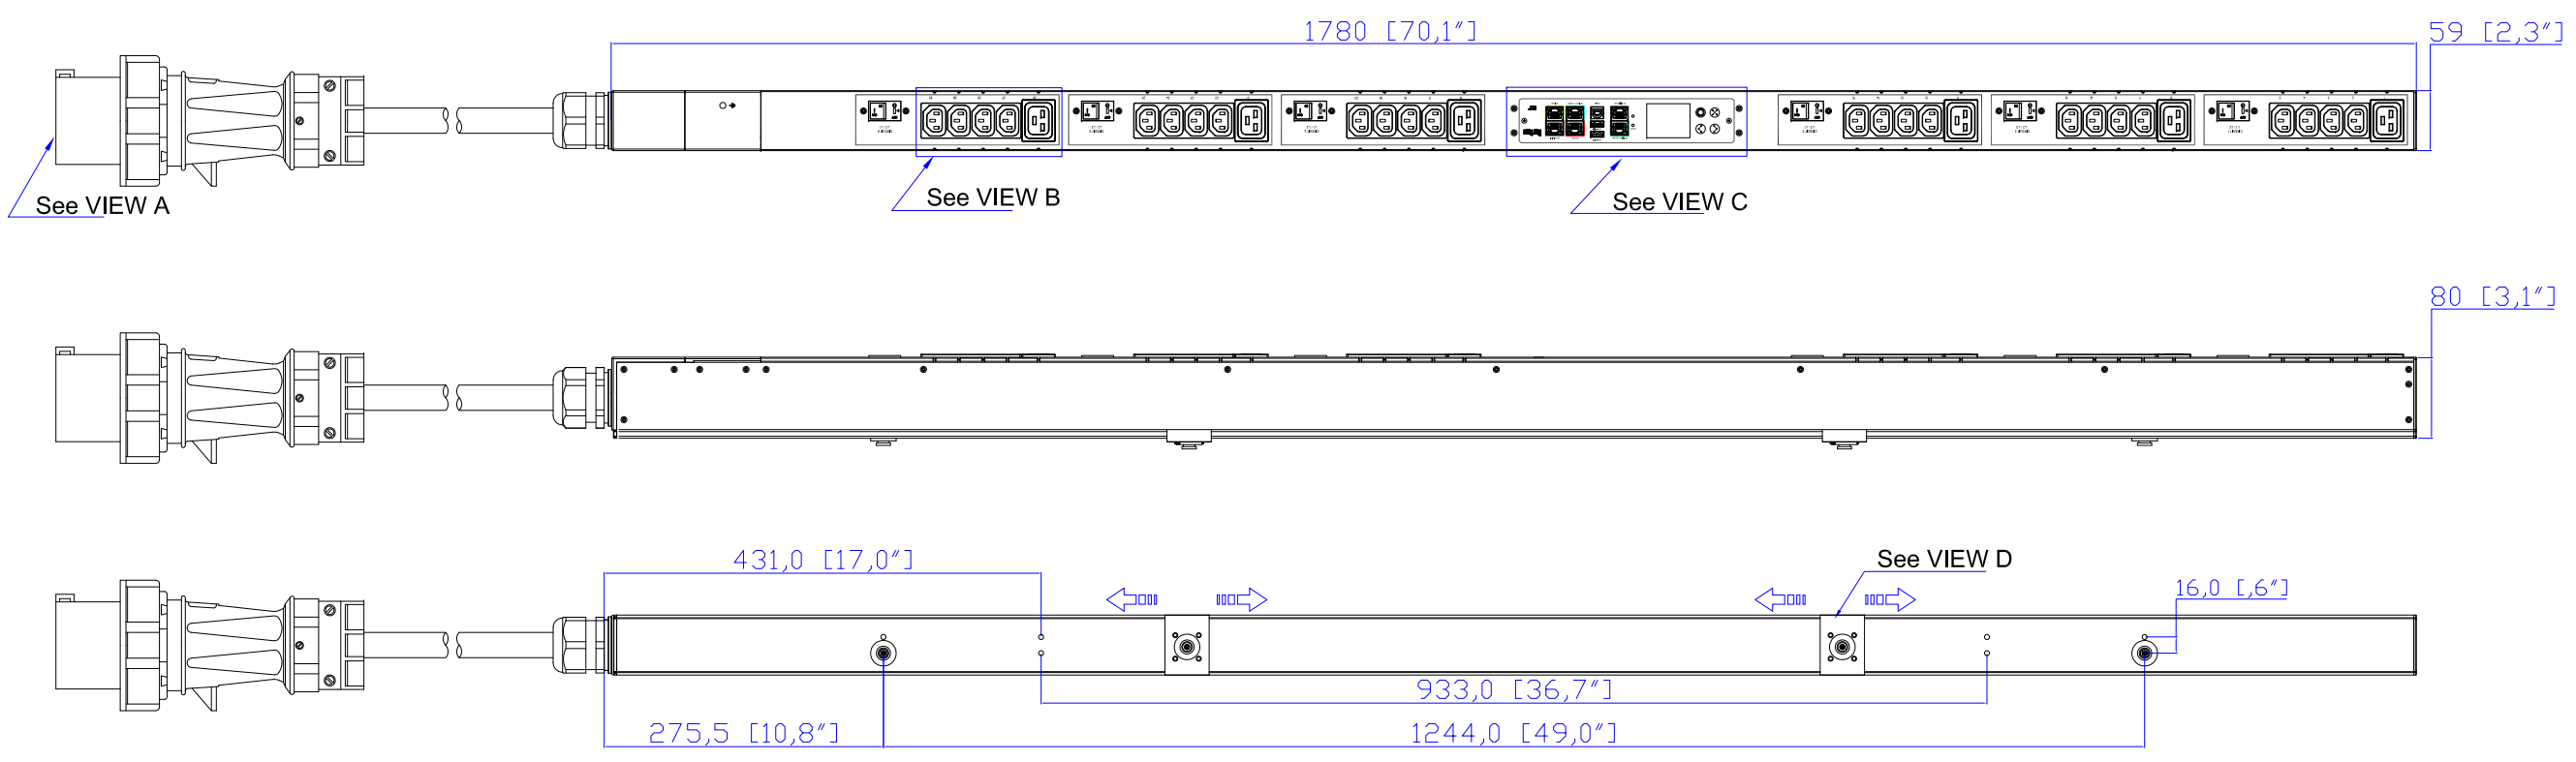 1780 [70,1"]
59 [2,3"]
See VIEW A
See VIEW B
See VIEW C
80 [3,1"]
431,0 [17,0"]
See VIEW D
16,0 [,6"]
933,0 [36,7"]
275,5 [10,8"]
1244,0 [49,0"]